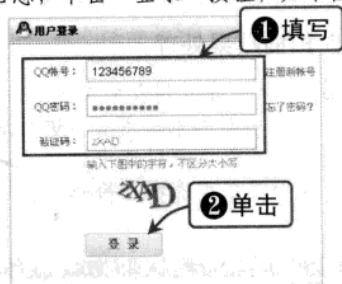 用户登录
❶填写
QQ帐号： 123456789 注册新帐号
QQ密码： ●●●●●●●●●● 忘了密码？
验证码： zXAD
输入下图中的字符，不区分大小写
ZXAD
❷单击
登 录